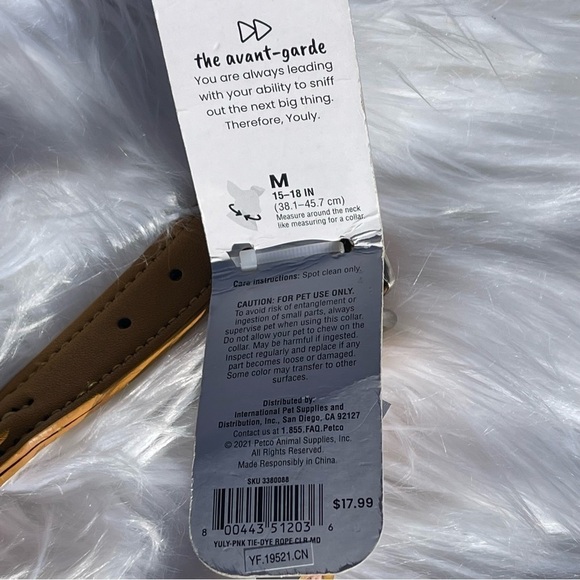 the avant-garde
You are always leading
with your ability to sniff
out the next big thing.
Therefore, Youly.
M
15–18 IN
(38.1–45.7 cm)
Measure around the neck
like measuring for a collar.
Care Instructions: Spot clean only.
CAUTION: FOR PET USE ONLY.
To avoid risk of entanglement or
ingestion of small parts, always
supervise pet when using this collar.
Do not allow your pet to chew on the
collar. May be harmful if ingested.
Inspect regularly and replace if any
part becomes loose or damaged.
Some color may transfer to other
surfaces.
Distributed by:
International Pet Supplies and
Distribution, Inc., San Diego, CA 92127
Contact us at 1.855.FAQ.Petco
© 2021 Petco Animal Supplies, Inc.
All Rights Reserved.
Made Responsibly in China.
SKU 3380088
$17.99
8 00443 51203 6
YULY-PNK TIE-DYE ROPE CLR MD
YF.19521.CN